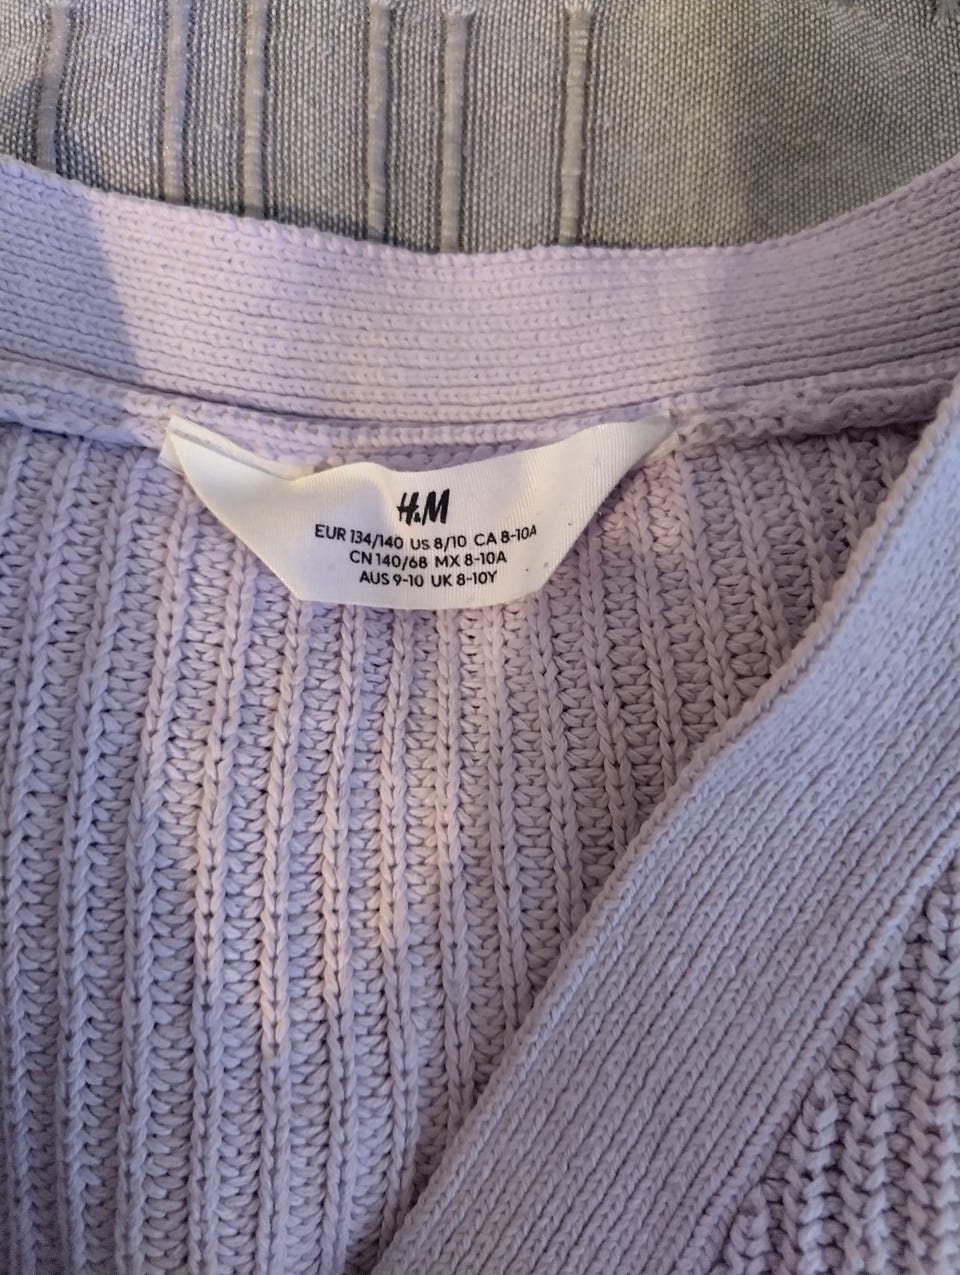 H&M
EUR 134/140 US 8/10 CA 8-10A
CN 140/68 MX 8-10A
AUS 9-10 UK 8-10Y